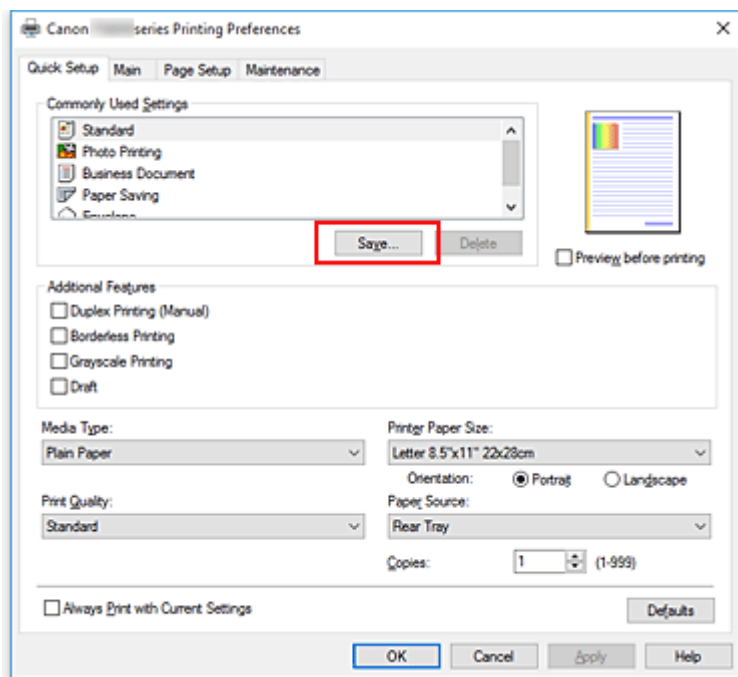 Canon series Printing Preferences
Quick Setup Main Page Setup Maintenance
Commonly Used Settings
Standard
Photo Printing
Business Document
Paper Saving
Envelope
Save... Delete
Preview before printing
Additional Features
Duplex Printing (Manual)
Borderless Printing
Grayscale Printing
Draft
Media Type: Printer Paper Size:
Plain Paper Letter 8.5"x11" 22x28cm
Orientation: Portrait Landscape
Print Quality: Paper Source:
Standard Rear Tray
Copies: 1 (1-999)
Always Print with Current Settings Defaults
OK Cancel Apply Help